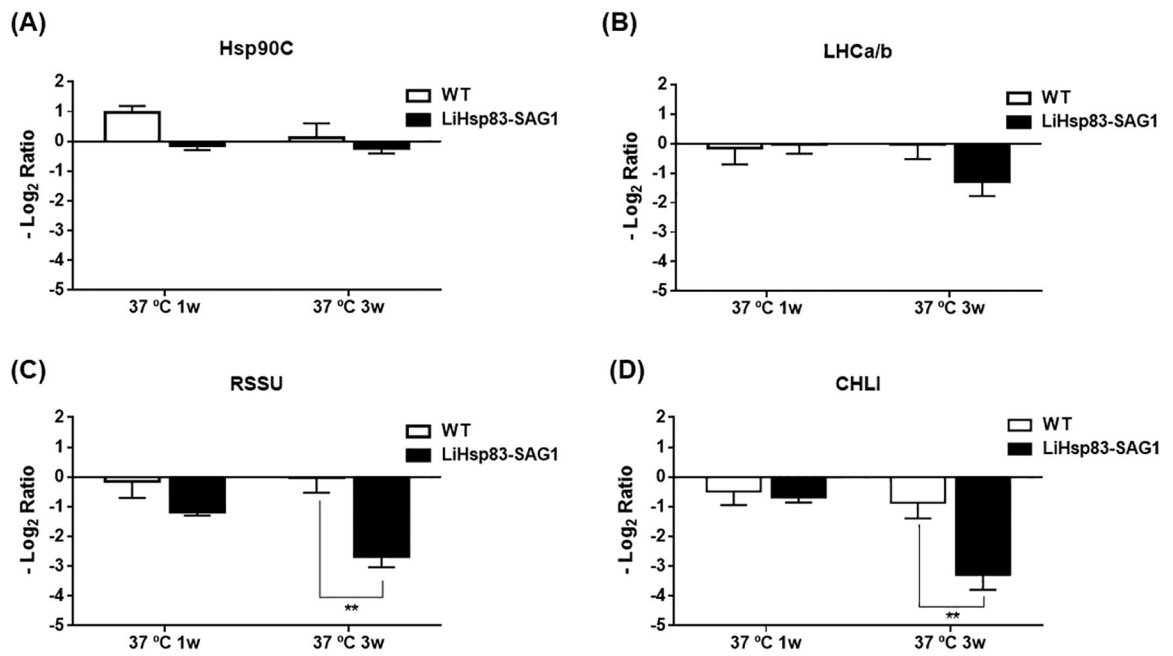 (A)
Hsp90C
2
1
0
-1
-2
-3
-4
-5
- Log₂ Ratio
WT
LiHsp83-SAG1
37 ºC 1w
37 ºC 3w
(B)
LHCa/b
2
1
0
-1
-2
-3
-4
-5
- Log₂ Ratio
WT
LiHsp83-SAG1
37 ºC 1w
37 ºC 3w
(C)
RSSU
2
1
0
-1
-2
-3
-4
-5
- Log₂ Ratio
WT
LiHsp83-SAG1
**
37 ºC 1w
37 ºC 3w
(D)
CHLI
2
1
0
-1
-2
-3
-4
-5
- Log₂ Ratio
WT
LiHsp83-SAG1
**
37 ºC 1w
37 ºC 3w